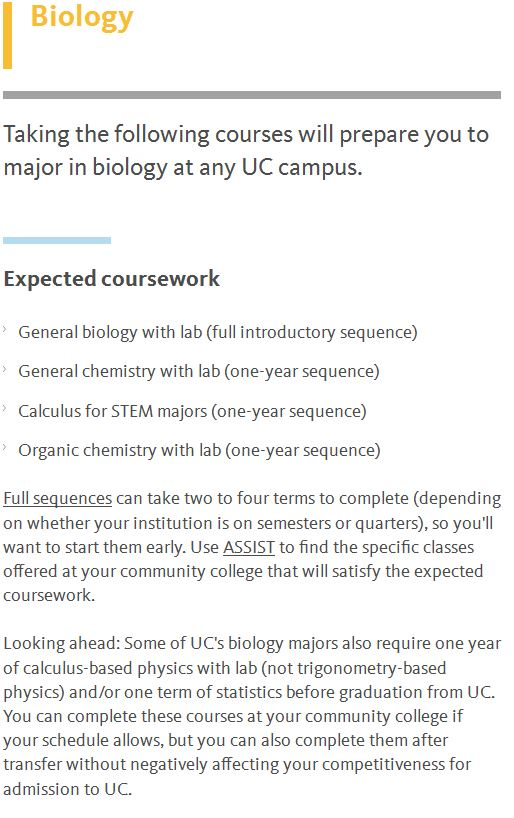 Biology
Taking the following courses will prepare you to
major in biology at any UC campus.
Expected coursework
General biology with lab (full introductory sequence)
General chemistry with lab (one-year sequence)
Calculus for STEM majors (one-year sequence)
Organic chemistry with lab (one-year sequence)
Full sequences can take two to four terms to complete (depending
on whether your institution is on semesters or quarters), so you'll
want to start them early. Use ASSIST to find the specific classes
offered at your community college that will satisfy the expected
coursework.
Looking ahead: Some of UC's biology majors also require one year
of calculus-based physics with lab (not trigonometry-based
physics) and/or one term of statistics before graduation from UC.
You can complete these courses at your community college if
your schedule allows, but you can also complete them after
transfer without negatively affecting your competitiveness for
admission to UC.